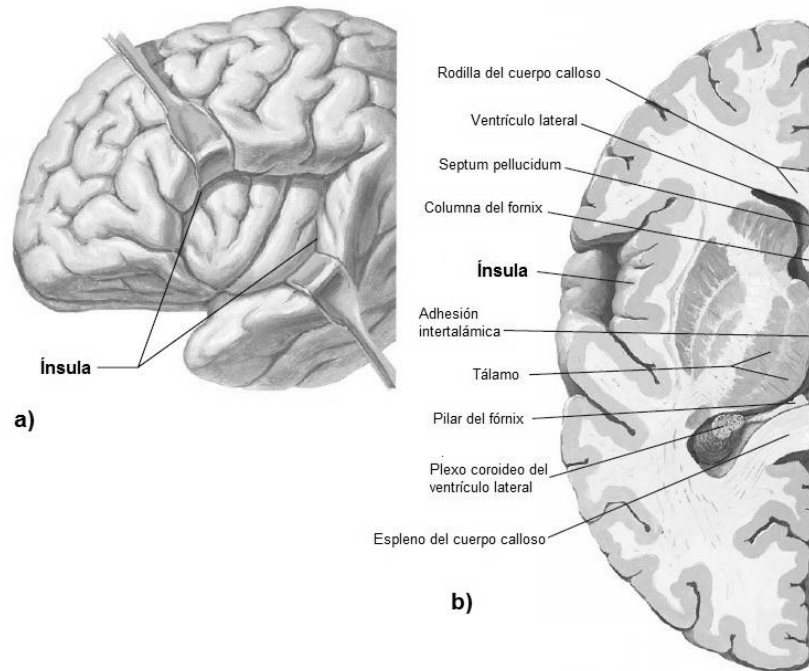 Ínsula
a)
Rodilla del cuerpo calloso
Ventrículo lateral
Septum pellucidum
Columna del fornix
Ínsula
Adhesión
intertalámica
Tálamo
Pilar del fórnix
Plexo coroideo del
ventrículo lateral
Espleno del cuerpo calloso
b)